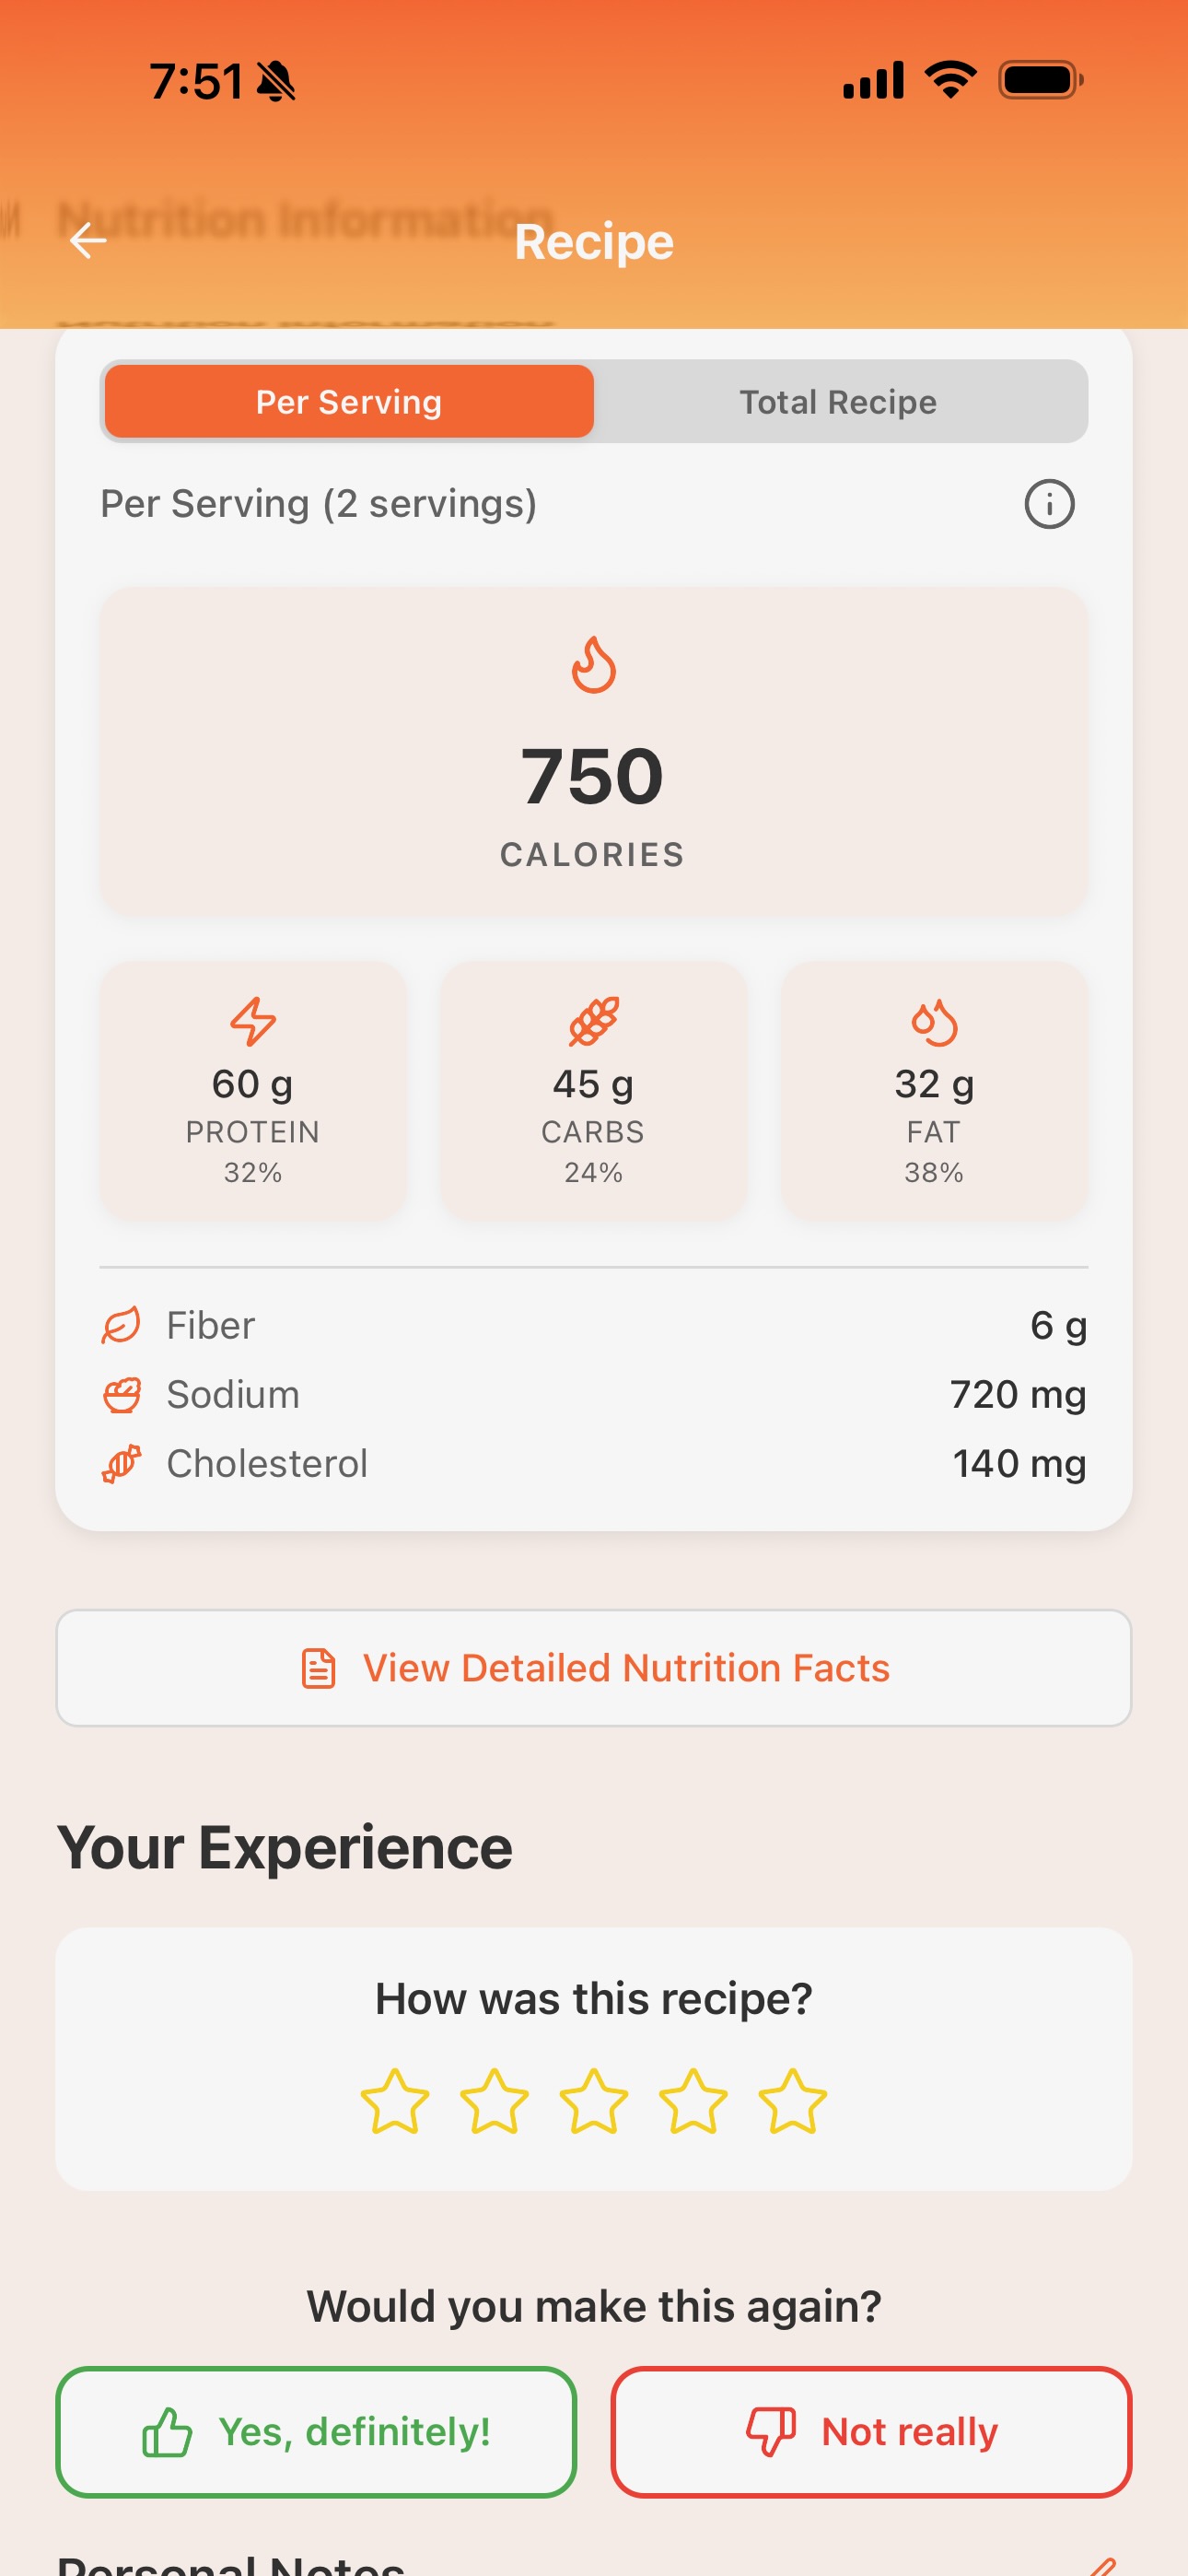 7:51
Nutrition Information
Recipe
Per Serving
Total Recipe
Per Serving (2 servings)
750
CALORIES
60 g
PROTEIN
32%
45 g
CARBS
24%
32 g
FAT
38%
Fiber
6 g
Sodium
720 mg
Cholesterol
140 mg
View Detailed Nutrition Facts
Your Experience
How was this recipe?
Would you make this again?
Yes, definitely!
Not really
Personal Notes